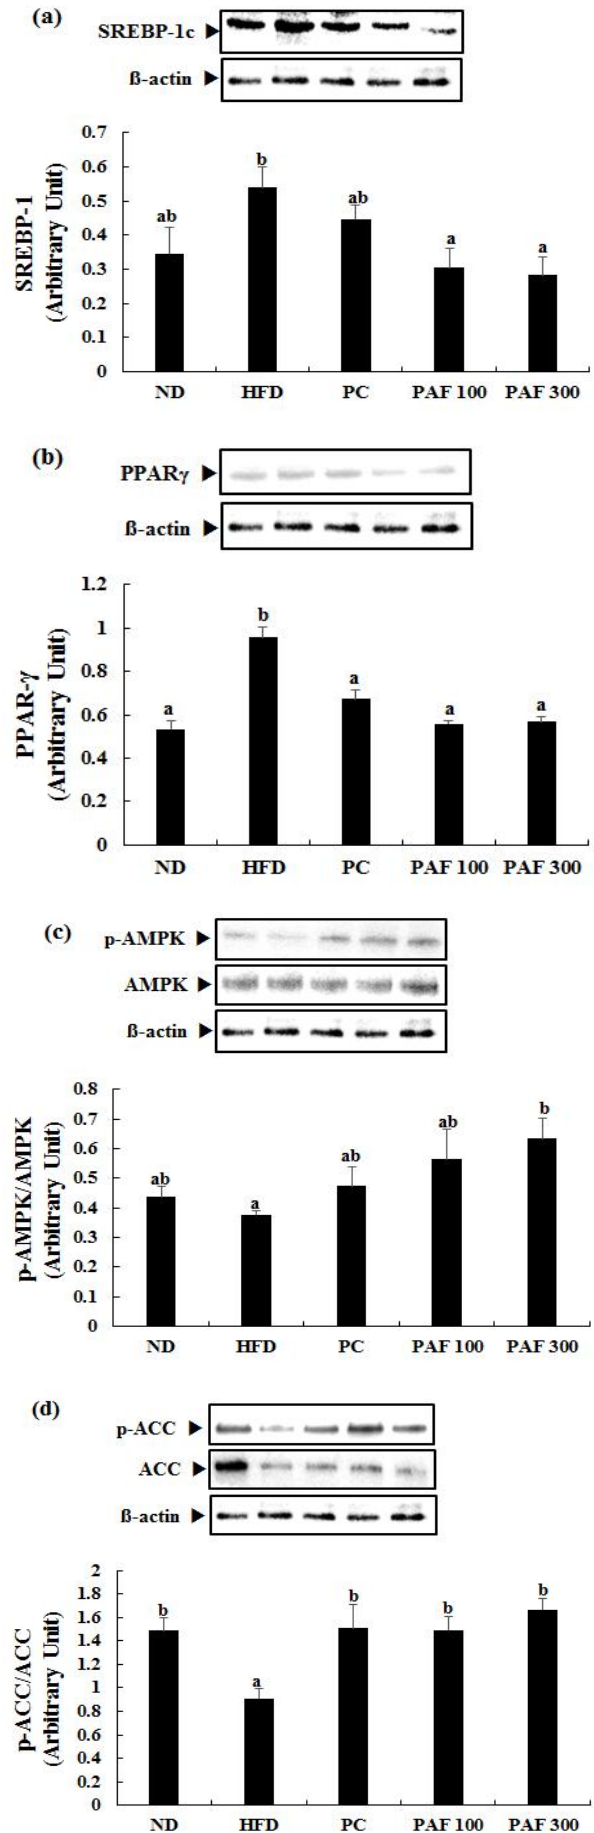 (a)
SREBP-1c ►
ß-actin ►
SREBP-1
(Arbitrary Unit)
0.7
0.6
0.5
0.4
0.3
0.2
0.1
0
ab
b
ab
a
a
ND HFD PC PAF 100 PAF 300
(b)
PPARγ ►
ß-actin ►
PPAR-γ
(Arbitrary Unit)
1.2
1
0.8
0.6
0.4
0.2
0
a
b
a
a
a
ND HFD PC PAF 100 PAF 300
(c)
p-AMPK ►
AMPK ►
ß-actin ►
p-AMPK/AMPK
(Arbitrary Unit)
0.8
0.7
0.6
0.5
0.4
0.3
0.2
0.1
0
ab
a
ab
ab
b
ND HFD PC PAF 100 PAF 300
(d)
p-ACC ►
ACC ►
ß-actin ►
p-ACC/ACC
(Arbitrary Unit)
2
1.8
1.6
1.4
1.2
1
0.8
0.6
0.4
0.2
0
b
a
b
b
b
ND HFD PC PAF 100 PAF 300